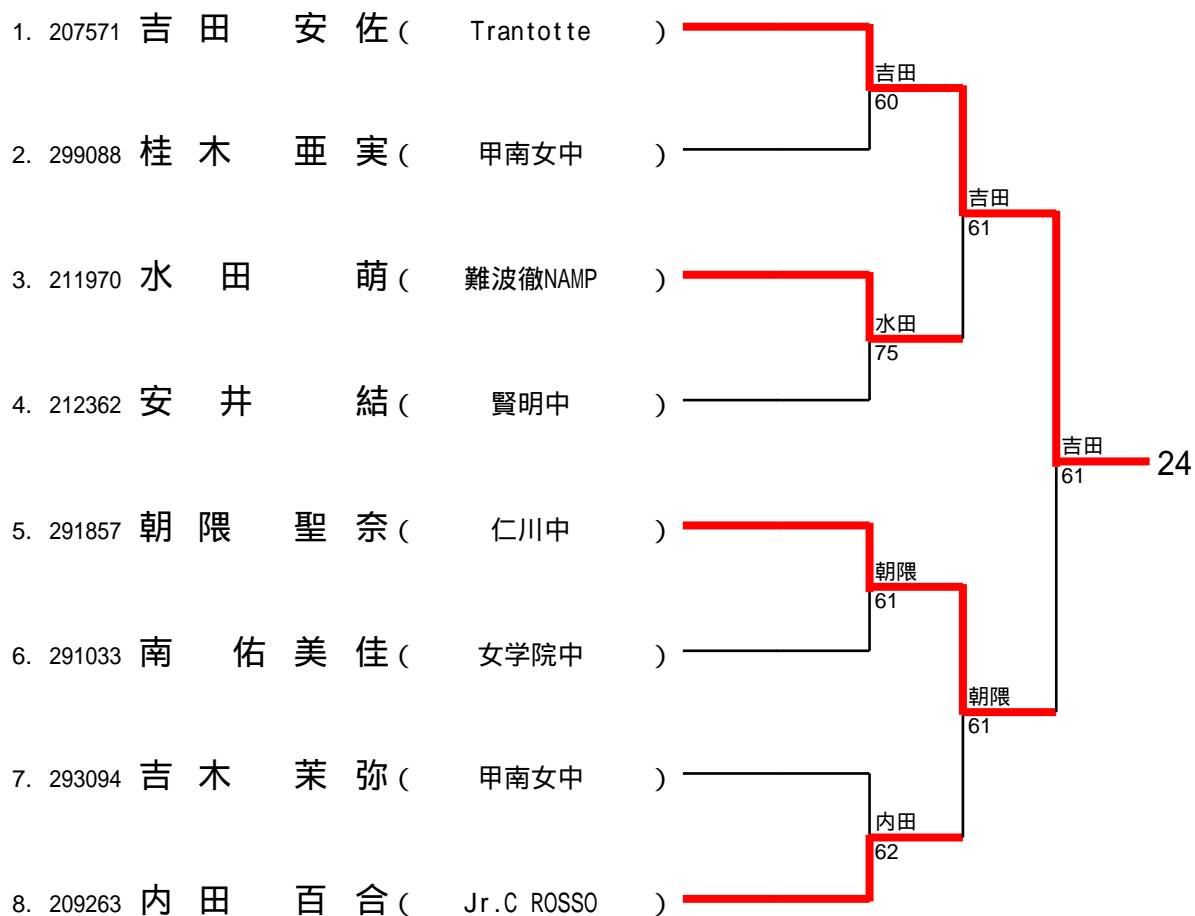 1. 207571 吉田 安佐 ( Trantotte )
吉田
60
2. 299088 桂木 亜実 ( 甲南女中 )
吉田
61
3. 211970 水田 萌 ( 難波徹NAMP )
水田
75
4. 212362 安井 結 ( 賢明中 )
吉田
61
24
5. 291857 朝隈 聖奈 ( 仁川中 )
朝隈
61
6. 291033 南 佑美佳 ( 女学院中 )
朝隈
61
7. 293094 吉木 茉弥 ( 甲南女中 )
内田
62
8. 209263 内田 百合 ( Jr.C ROSSO )